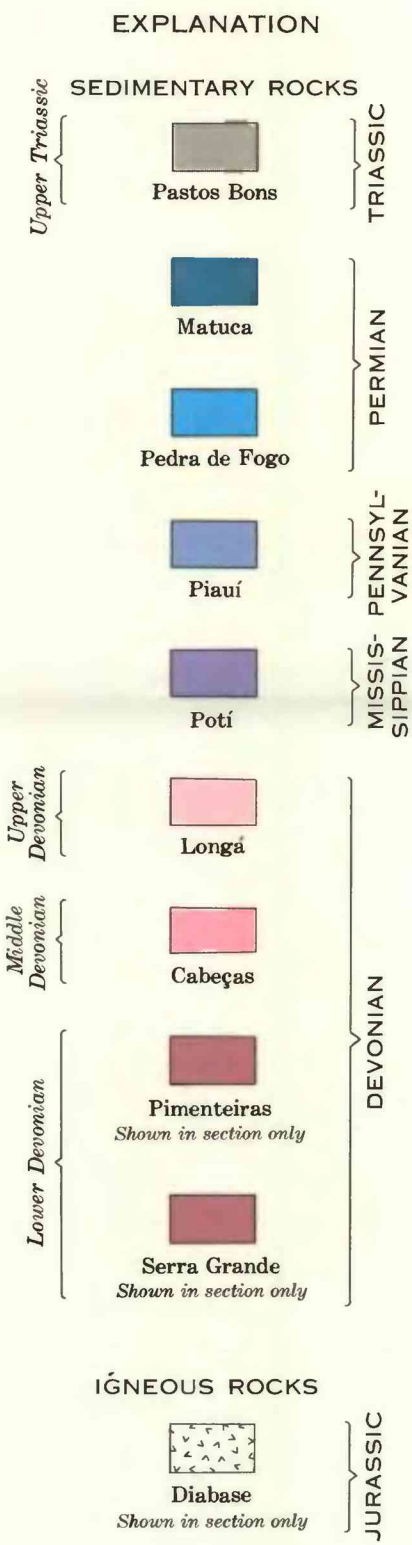 EXPLANATION
SEDIMENTARY ROCKS
Upper Triassic
Pastos Bons
TRIASSIC
Matuca
Pedra de Fogo
PERMIAN
Piauí
PENNSYL-
VANIAN
Potí
MISSIS-
SIPPIAN
Upper
Devonian
Longá
Middle
Devonian
Cabeças
Lower Devonian
Pimenteiras
Shown in section only
Serra Grande
Shown in section only
DEVONIAN
IGNEOUS ROCKS
Diabase
Shown in section only
JURASSIC